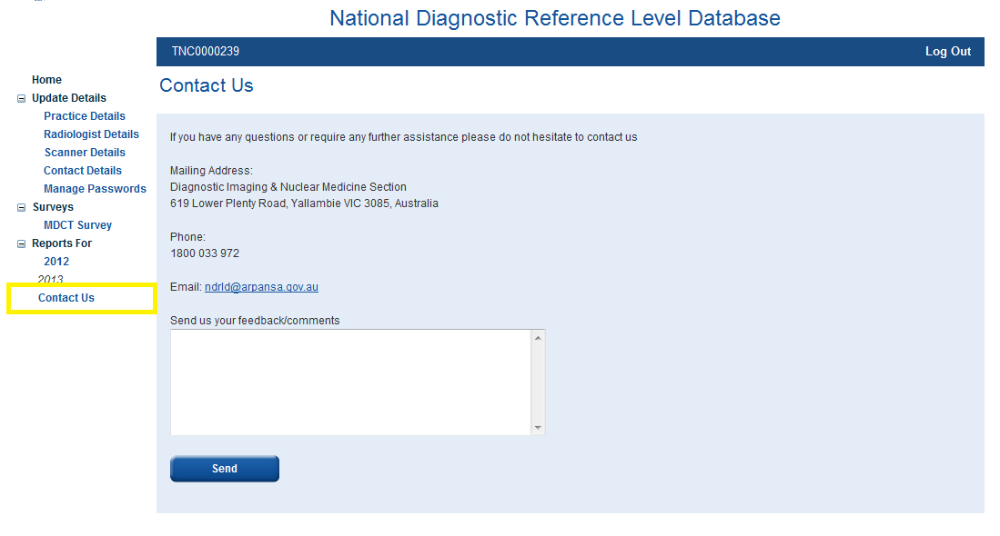 National Diagnostic Reference Level Database
TNC0000239
Log Out
Home
Update Details
Practice Details
Radiologist Details
Scanner Details
Contact Details
Manage Passwords
Surveys
MDCT Survey
Reports For
2012
2013
Contact Us
Contact Us
If you have any questions or require any further assistance please do not hesitate to contact us
Mailing Address:
Diagnostic Imaging & Nuclear Medicine Section
619 Lower Plenty Road, Yallambie VIC 3085, Australia
Phone:
1800 033 972
Email: ndrld@arpansa.gov.au
Send us your feedback/comments
Send